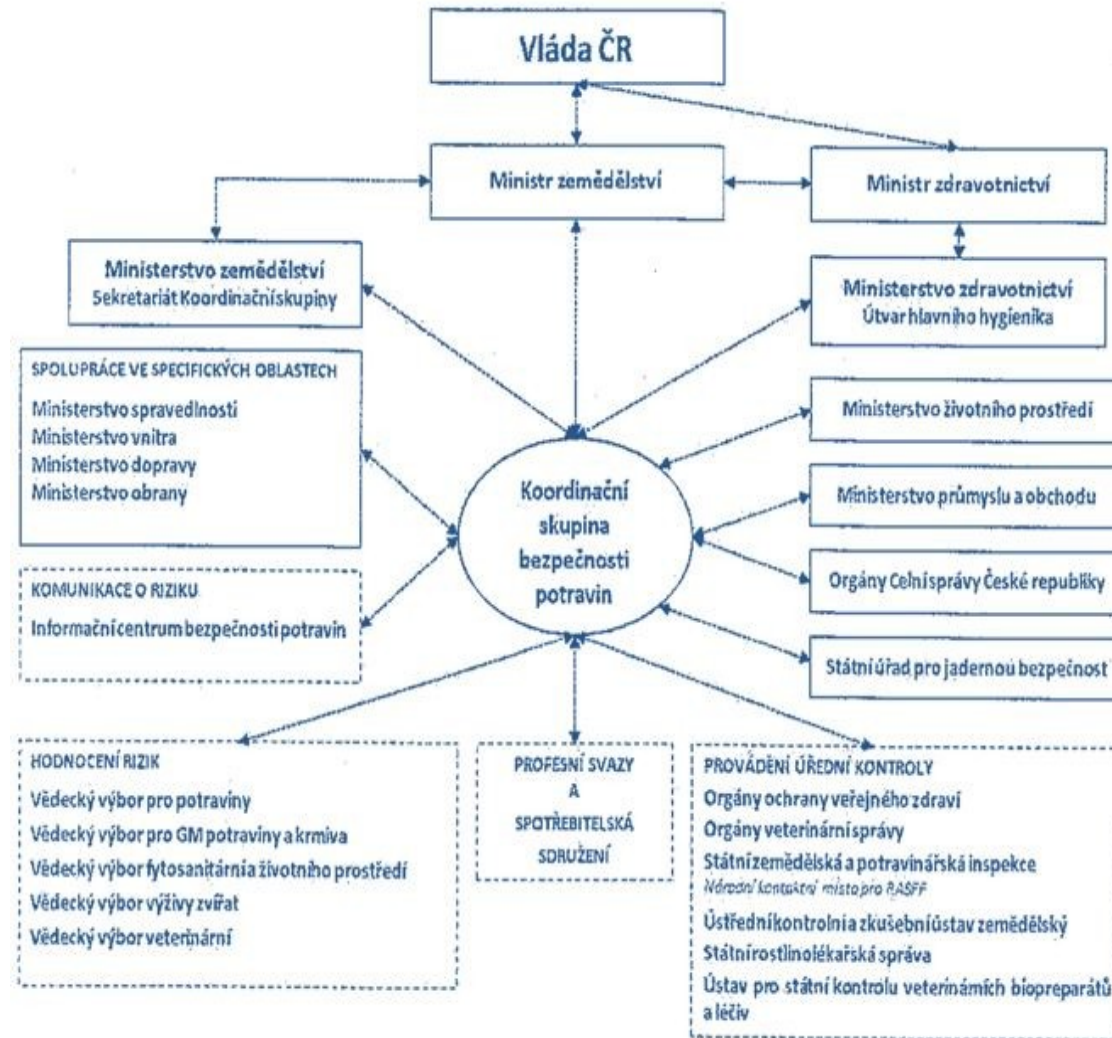 Vláda ČR
Ministr zemědělství
Ministr zdravotnictví
Ministerstvo zemědělství
Sekretariát Koordinační skupiny
Ministerstvo zdravotnictví
Útvar hlavního hygienika
SPOLUPRÁCE VE SPECIFICKÝCH OBLASTECH
Ministerstvo spravedlnosti
Ministerstvo vnitra
Ministerstvo dopravy
Ministerstvo obrany
Ministerstvo životního prostředí
Ministerstvo průmyslu a obchodu
Orgány Celní správy České republiky
Státní úřad pro jadernou bezpečnost
Koordinační
skupina
bezpečnosti
potravin
KOMUNIKACE O RIZIKU
Informační centrum bezpečnosti potravin
HODNOCENÍ RIZIK
Vědecký výbor pro potraviny
Vědecký výbor pro GM potraviny a krmiva
Vědecký výbor fytosanitární a životního prostředí
Vědecký výbor výživy zvířat
Vědecký výbor veterinární
PROFESNÍ SVAZY
A
SPOTŘEBITELSKÁ
SDRUŽENÍ
PROVÁDĚNÍ ÚŘEDNÍ KONTROLY
Orgány ochrany veřejného zdraví
Orgány veterinární správy
Státní zemědělská a potravinářská inspekce
Národní kontaktní místo pro RASFF
Ústřední kontrolní a zkušební ústav zemědělský
Státní rostlinolékařská správa
Ústav pro státní kontrolu veterinárních biopreparátů
a léčiv